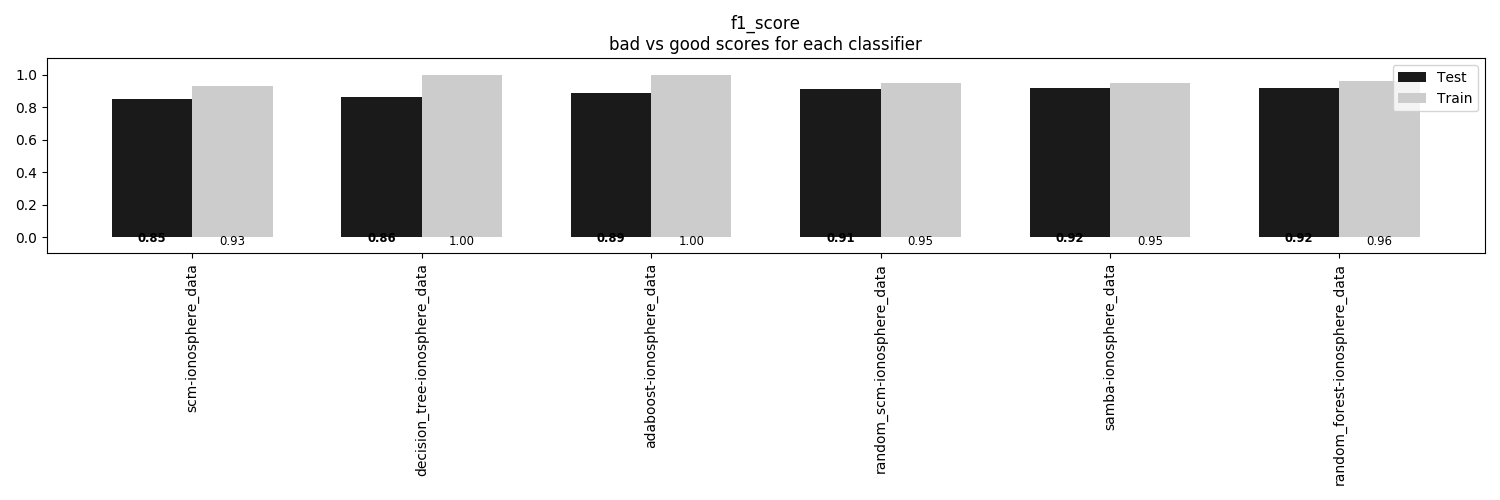 f1_score
bad vs good scores for each classifier
Test
Train
1.0
0.8
0.6
0.4
0.2
0.0
0.85 0.93 0.86 1.00 0.89 1.00 0.91 0.95 0.92 0.95 0.92 0.96
scm-ionosphere_data
decision_tree-ionosphere_data
adaboost-ionosphere_data
random_scm-ionosphere_data
samba-ionosphere_data
random_forest-ionosphere_data